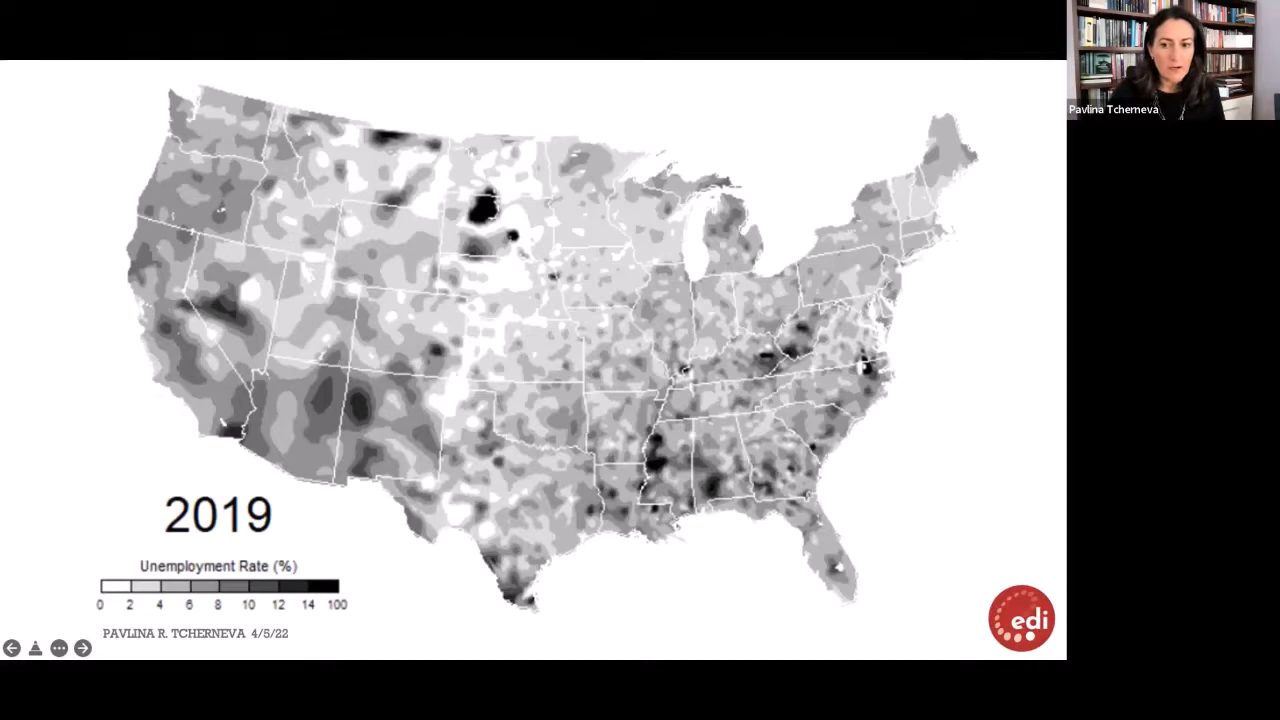 Pavlina Tcherneva
2019
Unemployment Rate (%)
0 2 4 6 8 10 12 14 100
PAVLINA R. TCHERNEVA 4/5/22
edi